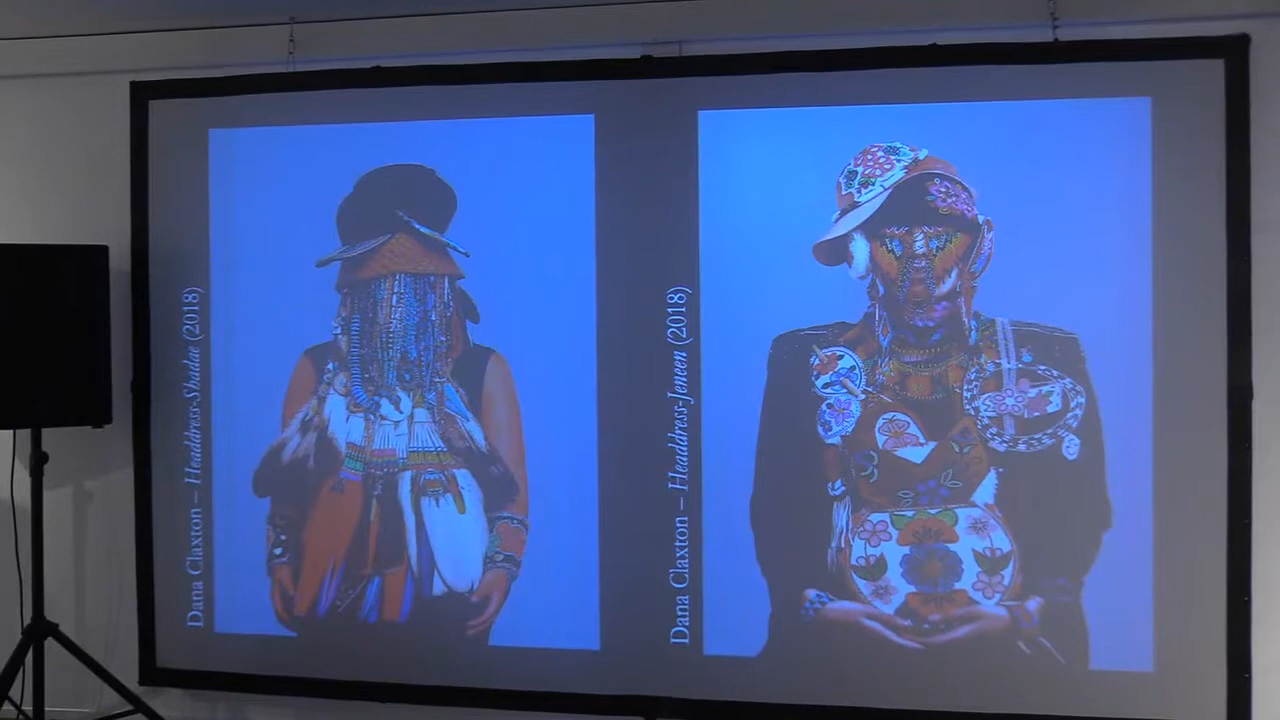 Dana Claxton – Headdress-Shadae (2018)
Dana Claxton – Headdress-Jeneen (2018)